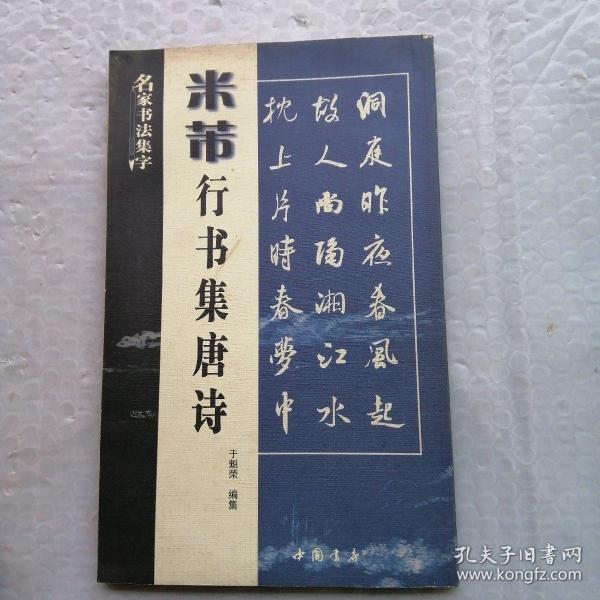 名家书法集字
米芾
行书集唐诗
于魁荣 编集
洞庭昨夜春风起
故人尚隔湘江水
枕上片時春夢中
中国书店
孔夫子旧书网
www.kongfz.com